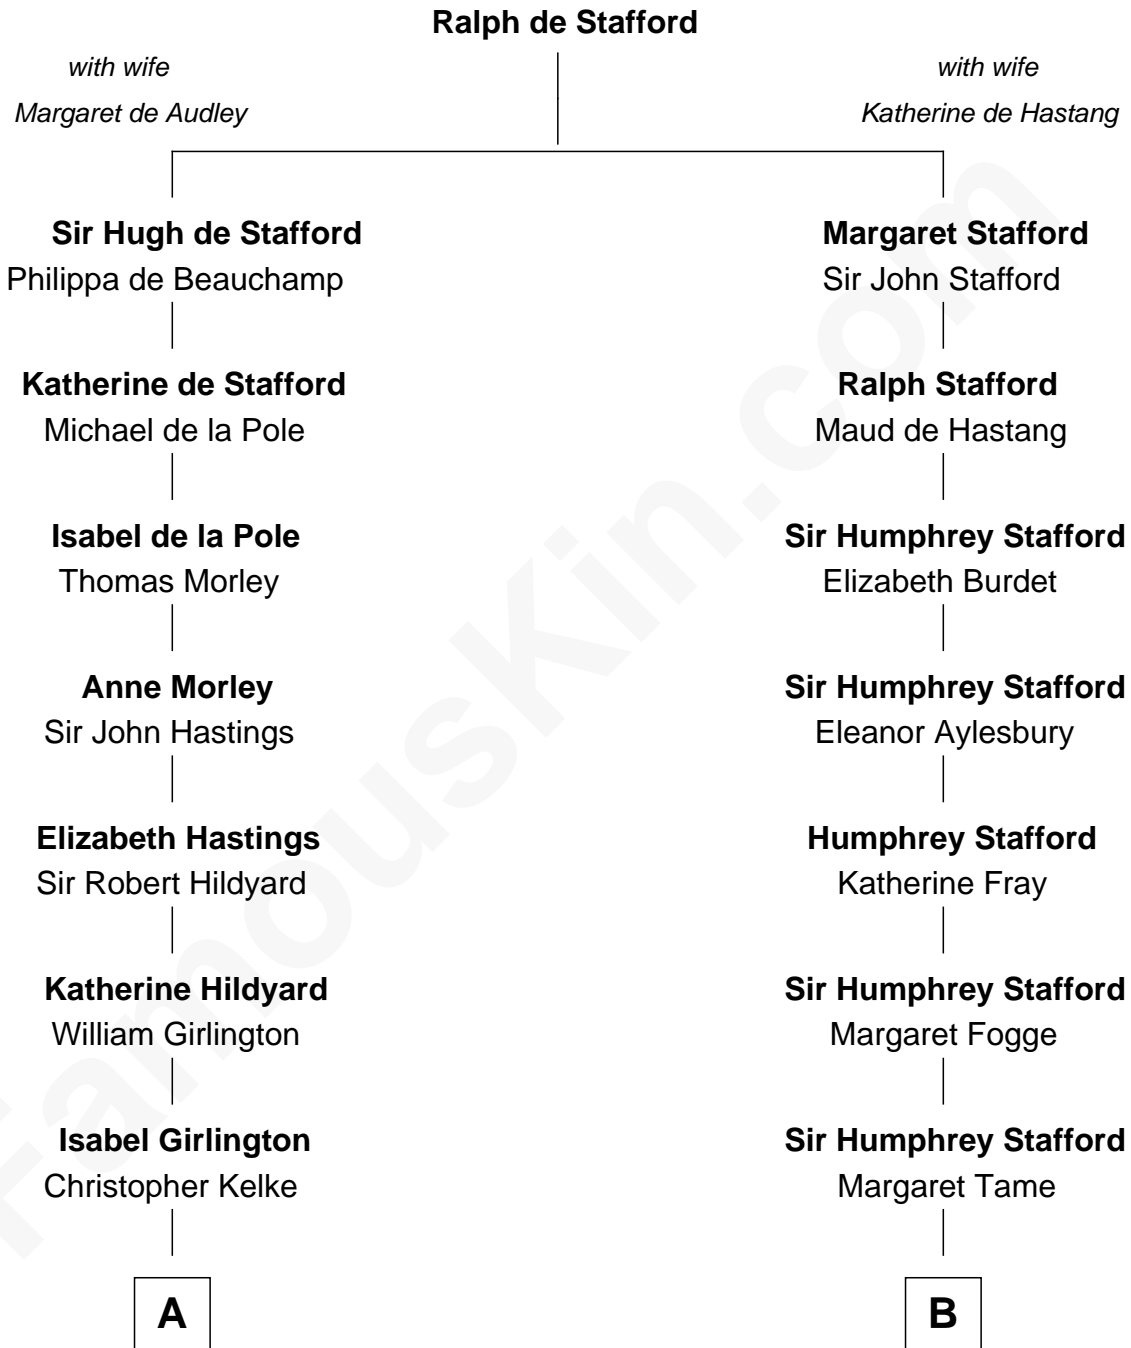 Ralph de Stafford
with wife
Margaret de Audley
with wife
Katherine de Hastang
Sir Hugh de Stafford
Philippa de Beauchamp
Margaret Stafford
Sir John Stafford
Katherine de Stafford
Michael de la Pole
Ralph Stafford
Maud de Hastang
Isabel de la Pole
Thomas Morley
Sir Humphrey Stafford
Elizabeth Burdet
Anne Morley
Sir John Hastings
Sir Humphrey Stafford
Eleanor Aylesbury
Elizabeth Hastings
Sir Robert Hildyard
Humphrey Stafford
Katherine Fray
Katherine Hildyard
William Girlington
Sir Humphrey Stafford
Margaret Fogge
Isabel Girlington
Christopher Kelke
Sir Humphrey Stafford
Margaret Tame
A
B
FamousKin.com